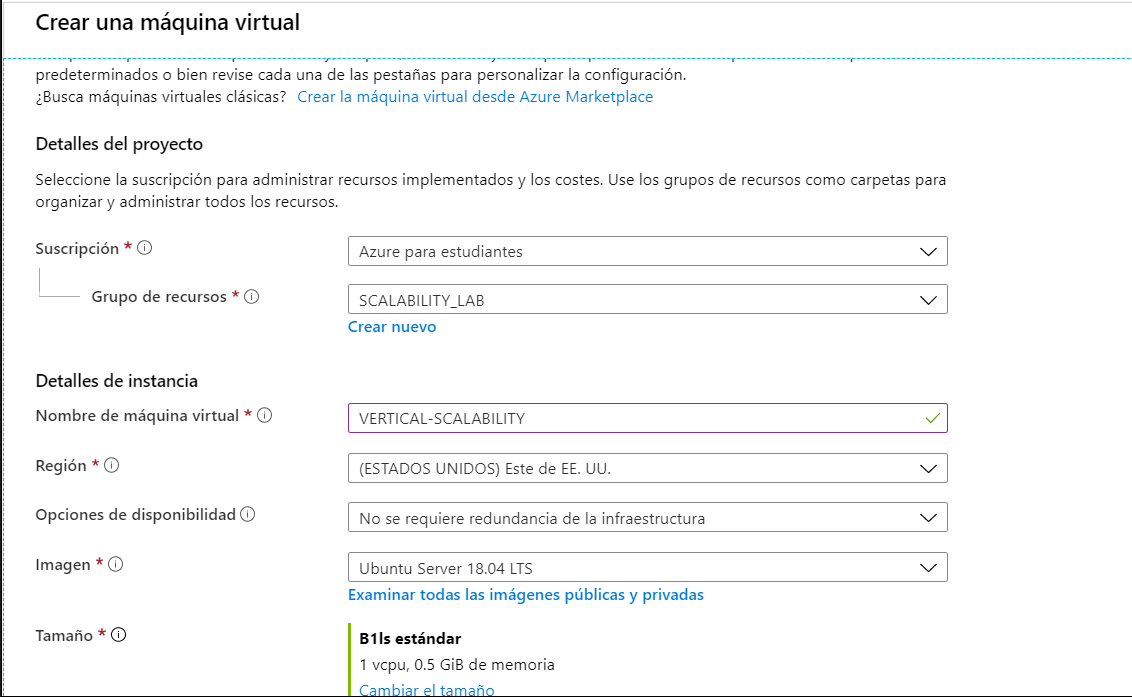 Crear una máquina virtual
predeterminados o bien revise cada una de las pestañas para personalizar la configuración.
¿Busca máquinas virtuales clásicas? Crear la máquina virtual desde Azure Marketplace
Detalles del proyecto
Seleccione la suscripción para administrar recursos implementados y los costes. Use los grupos de recursos como carpetas para
organizar y administrar todos los recursos.
Suscripción *
Azure para estudiantes
Grupo de recursos *
SCALABILITY_LAB
Crear nuevo
Detalles de instancia
Nombre de máquina virtual *
VERTICAL-SCALABILITY
Región *
(ESTADOS UNIDOS) Este de EE. UU.
Opciones de disponibilidad
No se requiere redundancia de la infraestructura
Imagen *
Ubuntu Server 18.04 LTS
Examinar todas las imágenes públicas y privadas
Tamaño *
B1ls estándar
1 vcpu, 0.5 GiB de memoria
Cambiar el tamaño